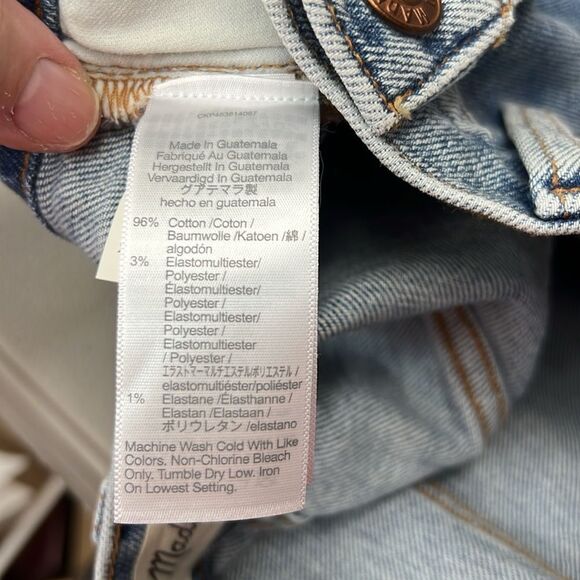 Made In Guatemala
Fabriqué Au Guatemala
Hergestellt In Guatemala
Vervaardigd In Guatemala
グアテマラ製
hecho en guatemala
96% Cotton /Coton /
Baumwolle /Katoen /綿 /
algodón
3% Elastomultiester/
Polyester /
Élastomultiester/
Polyester /
Elastomultiester/
Polyester /
Elastomultiester
/ Polyester /
エラストマーマルチエステル/ポリエステル /
elastomultiéster/poliéster
1% Elastane /Élasthanne /
Elastan /Elastaan /
ポリウレタン /elastano
Machine Wash Cold With Like
Colors. Non-Chlorine Bleach
Only. Tumble Dry Low. Iron
On Lowest Setting.